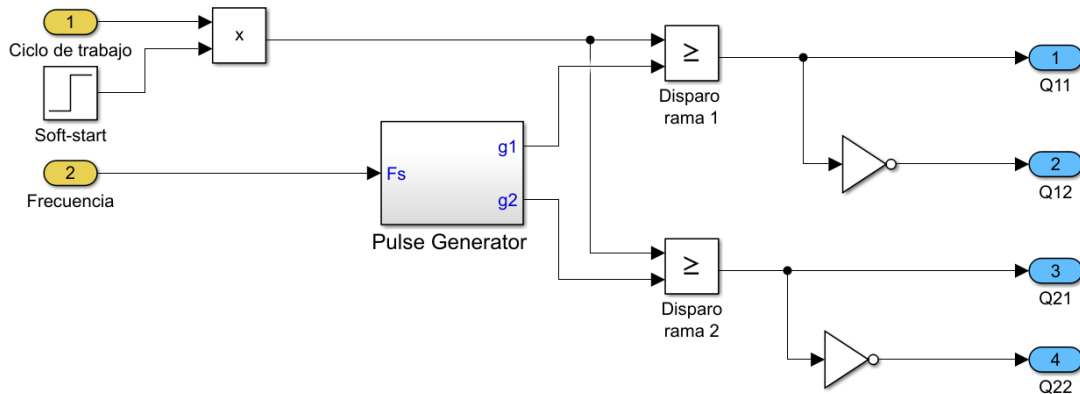 1
Ciclo de trabajo
x
Soft-start
2
Frecuencia
Fs
g1
g2
Pulse Generator
≥
Disparo
rama 1
≥
Disparo
rama 2
1
Q11
2
Q12
3
Q21
4
Q22